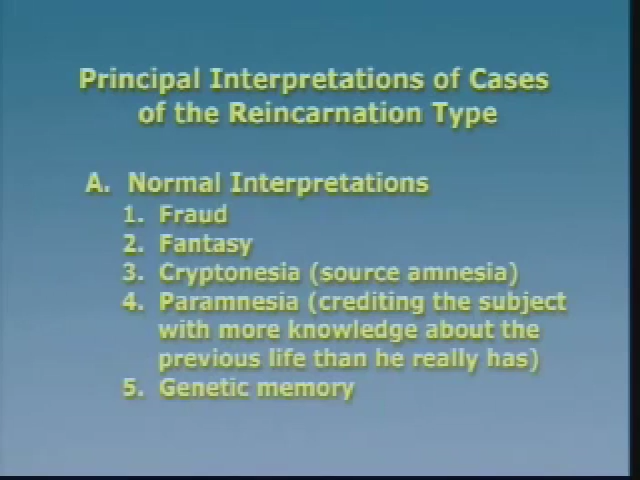 Principal Interpretations of Cases
of the Reincarnation Type
A. Normal Interpretations
1. Fraud
2. Fantasy
3. Cryptonesia (source amnesia)
4. Paramnesia (crediting the subject
with more knowledge about the
previous life than he really has)
5. Genetic memory